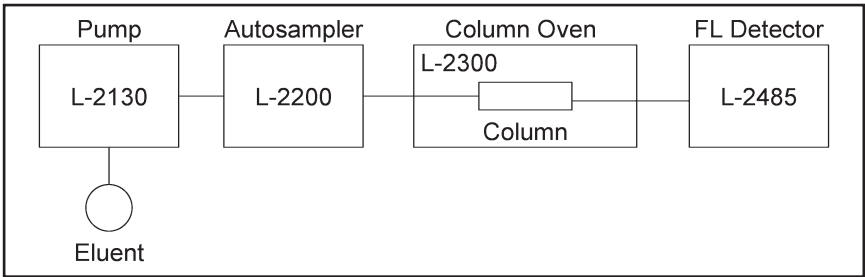 Pump
Autosampler
Column Oven
FL Detector
L-2130
L-2200
L-2300
Column
L-2485
Eluent